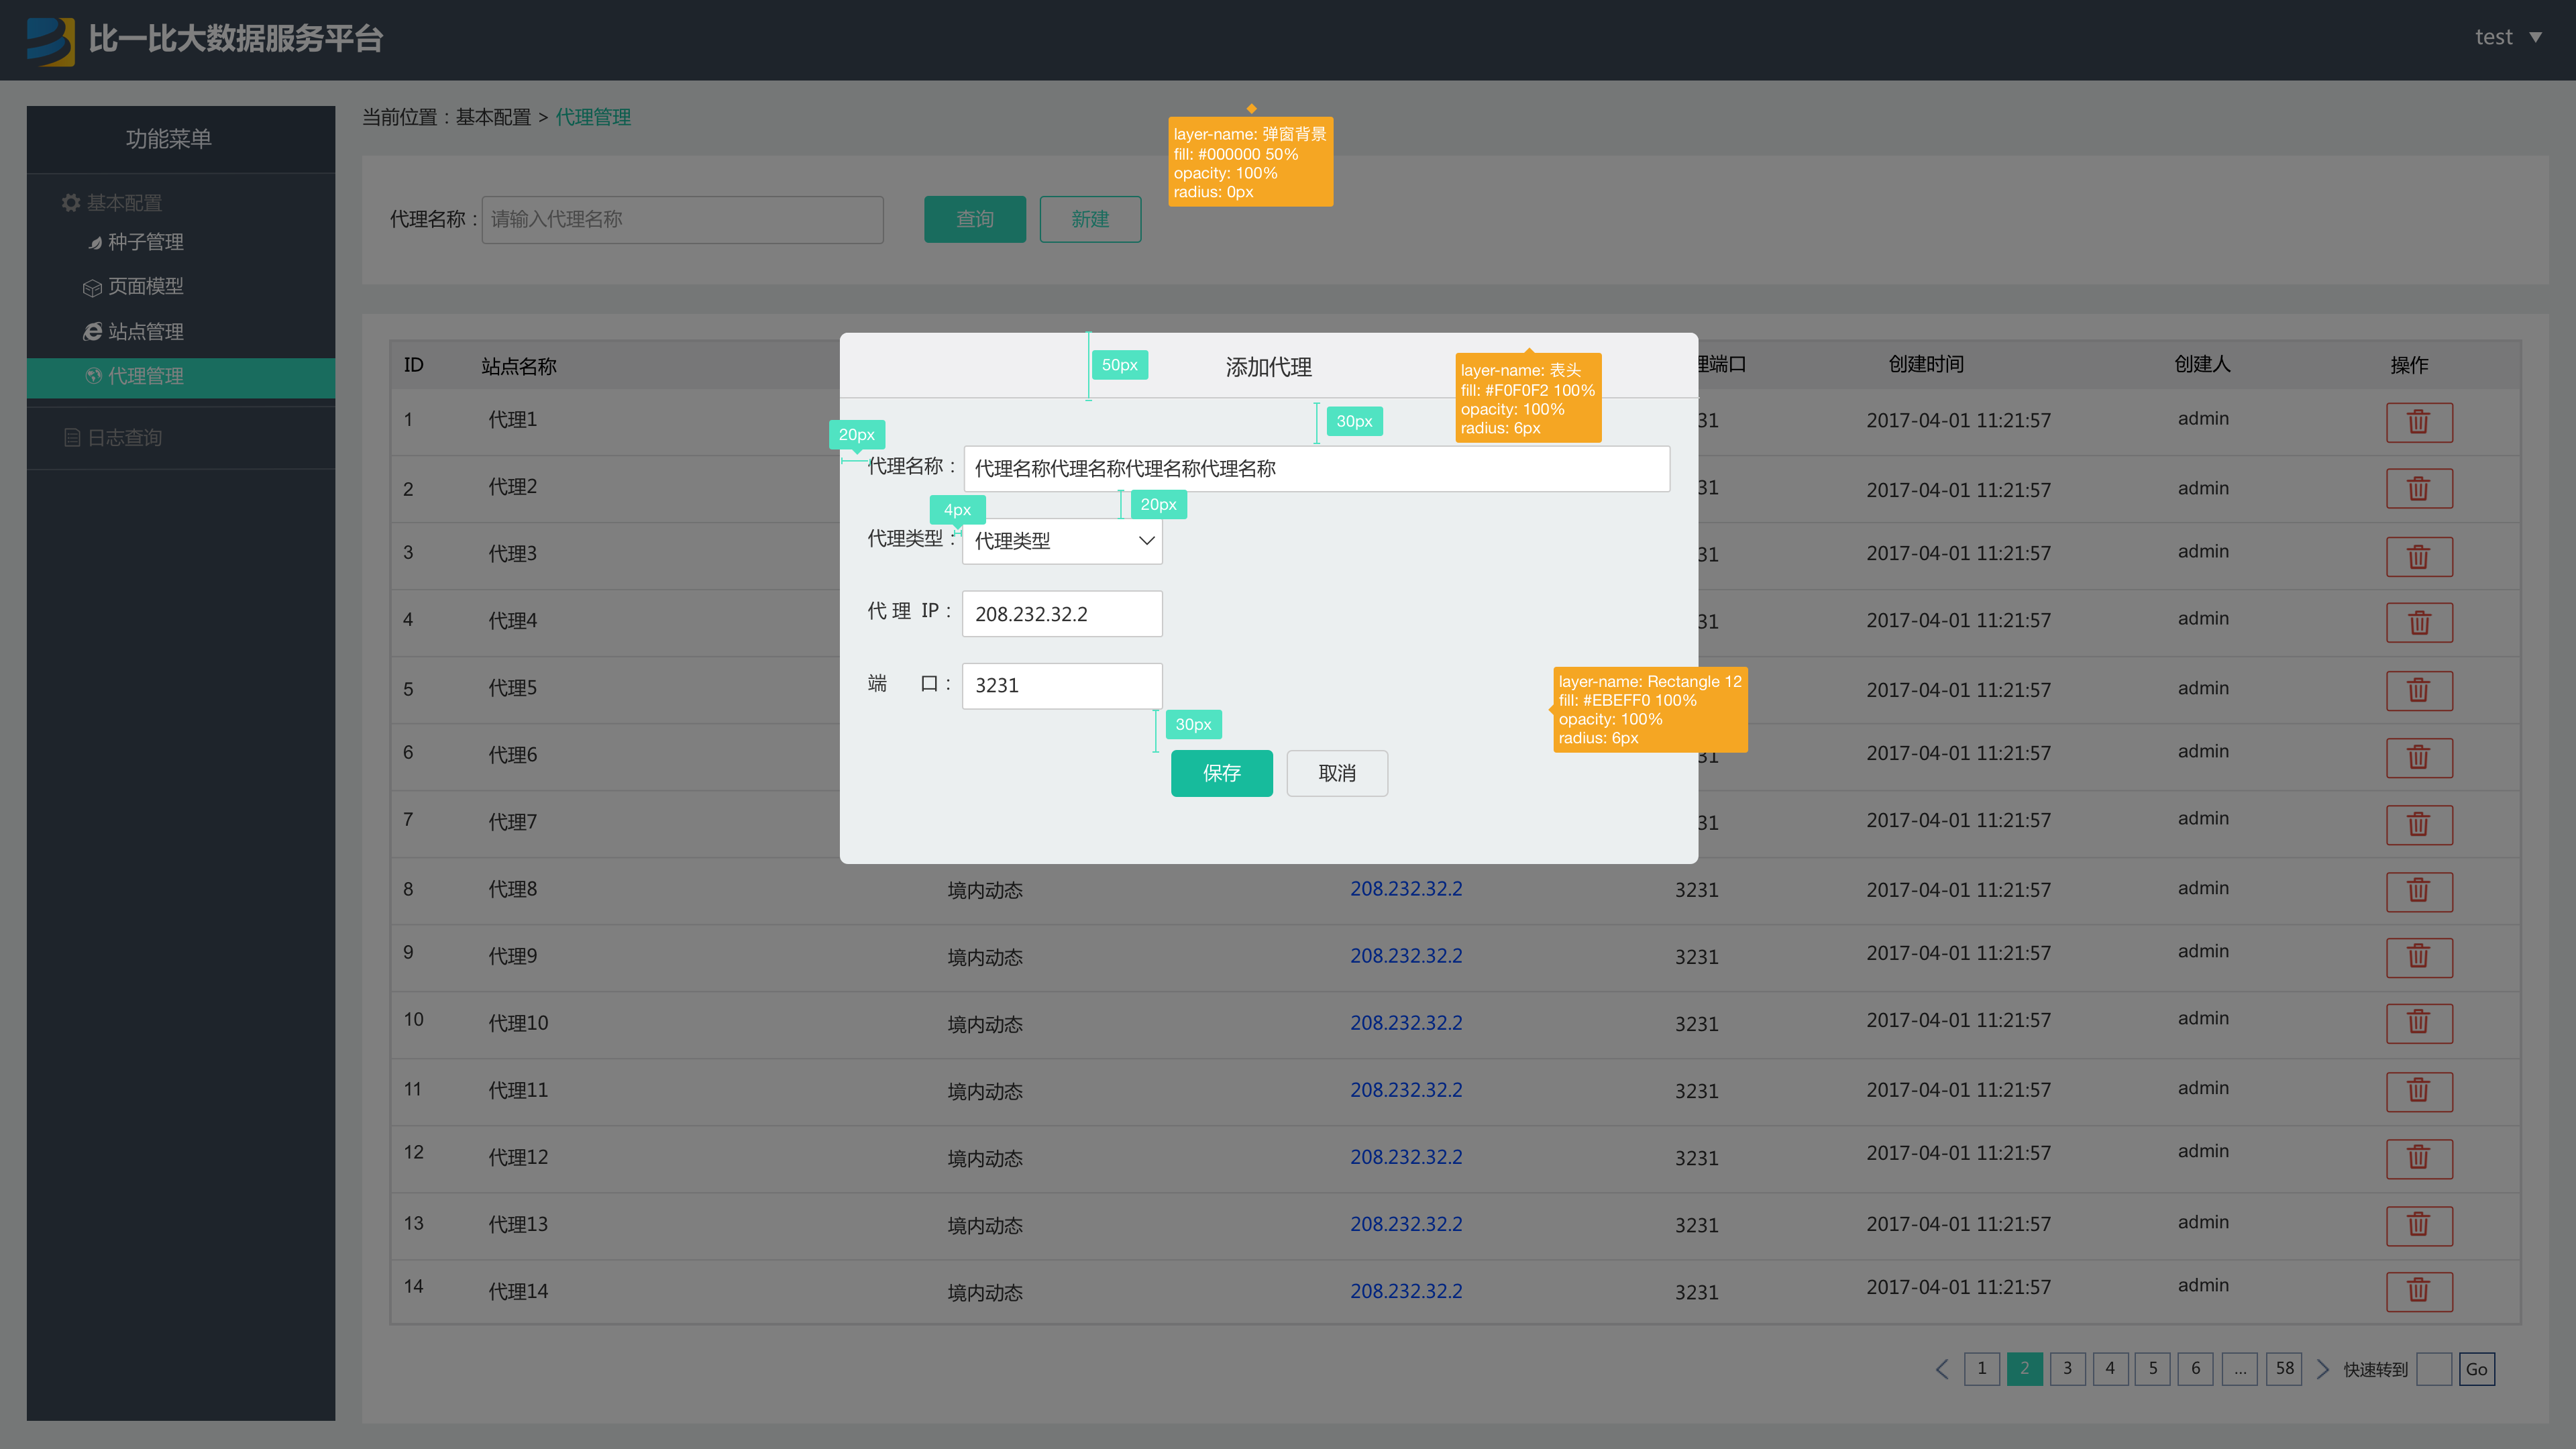 比一比大数据服务平台
test
功能菜单
基本配置
种子管理
页面模型
站点管理
代理管理
日志查询
当前位置：基本配置 > 代理管理
layer-name: 弹窗背景
fill: #000000 50%
opacity: 100%
radius: 0px
代理名称：
请输入代理名称
查询
新建
ID 站点名称 理端口 创建时间 创建人 操作
1 代理1 31 2017-04-01 11:21:57 admin
2 代理2 31 2017-04-01 11:21:57 admin
3 代理3 31 2017-04-01 11:21:57 admin
4 代理4 31 2017-04-01 11:21:57 admin
5 代理5 2017-04-01 11:21:57 admin
6 代理6 31 2017-04-01 11:21:57 admin
7 代理7 31 2017-04-01 11:21:57 admin
8 代理8 境内动态 208.232.32.2 3231 2017-04-01 11:21:57 admin
9 代理9 境内动态 208.232.32.2 3231 2017-04-01 11:21:57 admin
10 代理10 境内动态 208.232.32.2 3231 2017-04-01 11:21:57 admin
11 代理11 境内动态 208.232.32.2 3231 2017-04-01 11:21:57 admin
12 代理12 境内动态 208.232.32.2 3231 2017-04-01 11:21:57 admin
13 代理13 境内动态 208.232.32.2 3231 2017-04-01 11:21:57 admin
14 代理14 境内动态 208.232.32.2 3231 2017-04-01 11:21:57 admin
50px
添加代理
layer-name: 表头
fill: #F0F0F2 100%
opacity: 100%
radius: 6px
30px
20px
代理名称： 代理名称代理名称代理名称代理名称
4px
20px
代理类型： 代理类型
代 理 IP： 208.232.32.2
端 口： 3231
layer-name: Rectangle 12
fill: #EBEFF0 100%
opacity: 100%
radius: 6px
30px
保存
取消
1 2 3 4 5 6 ... 58 快速转到 Go